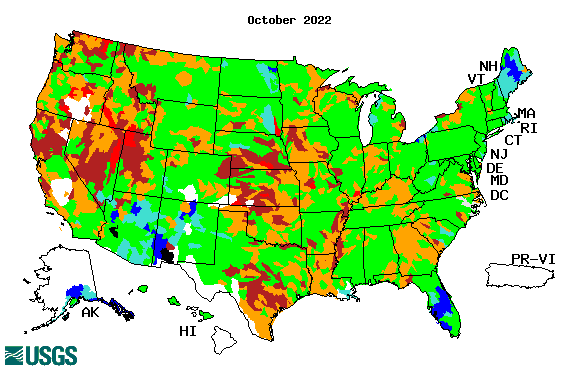 October 2022
NH
VT
MA
RI
CT
NJ
DE
MD
DC
PR-VI
AK
HI
USGS